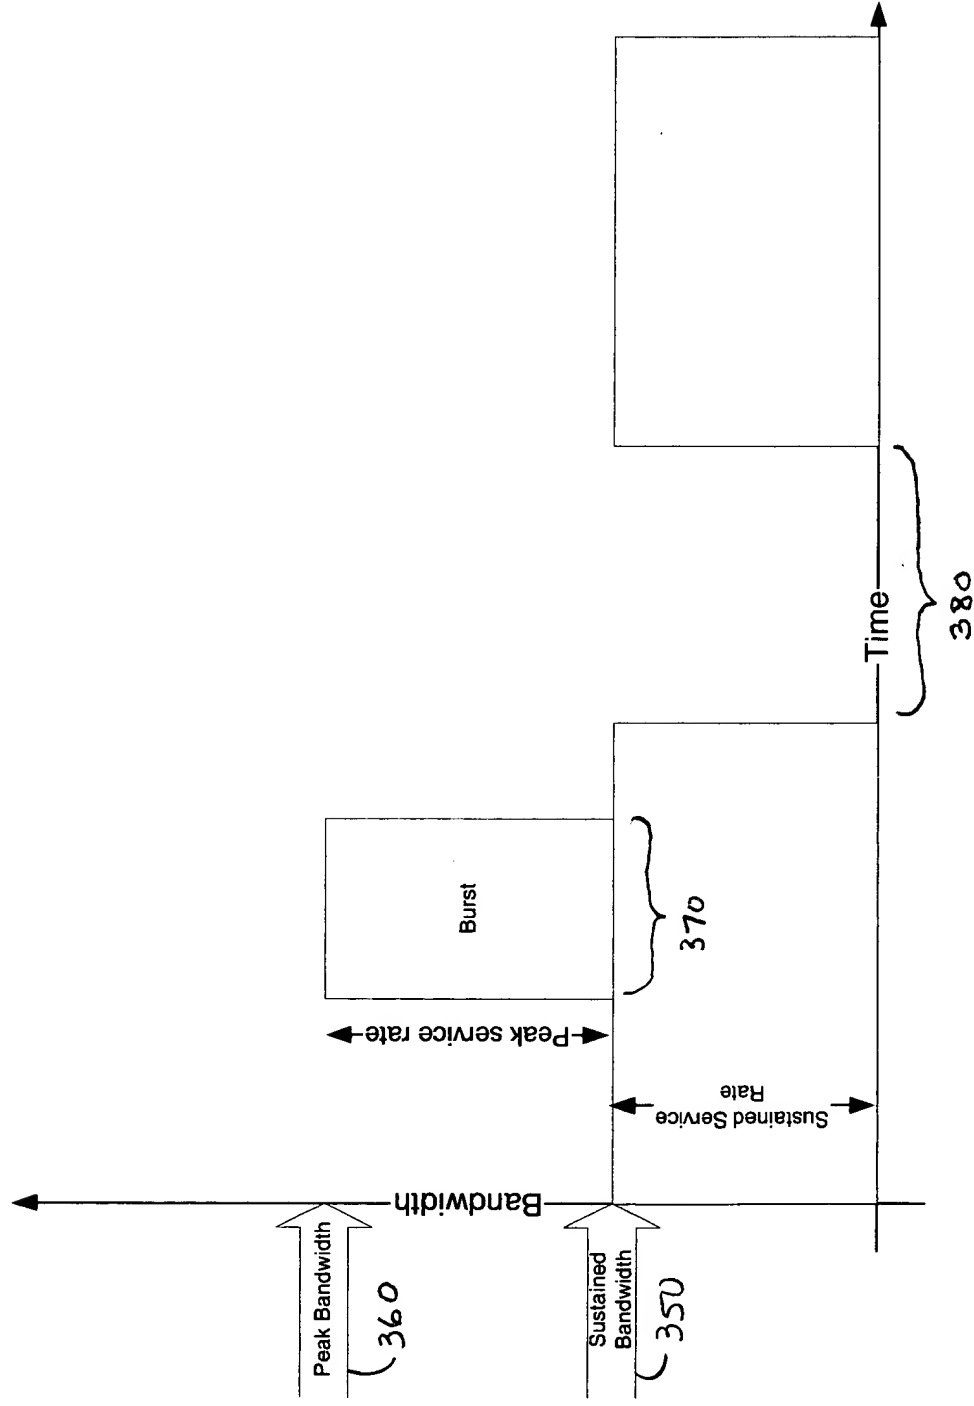 Peak Bandwidth
360
Sustained
Bandwidth
350
Bandwidth
Peak service rate
Sustained Service
Rate
Burst
370
Time
380